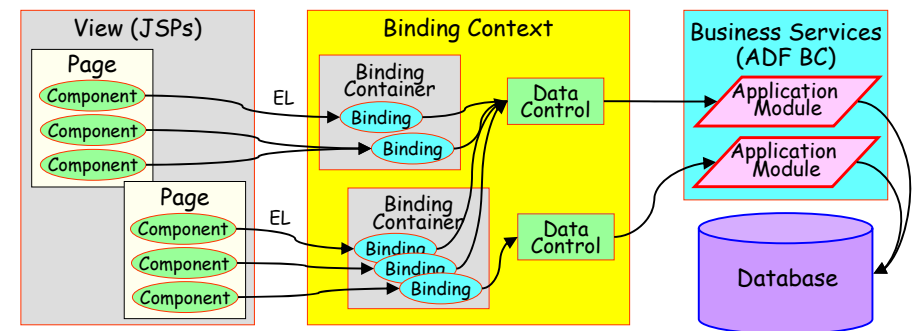 View (JSPs)
Page
Component
Component
Component
EL
Page
Component
Component
Component
EL
Binding Context
Binding
Container
Binding
Binding
Binding
Container
Binding
Binding
Binding
Data
Control
Data
Control
Business Services
(ADF BC)
Application
Module
Application
Module
Database